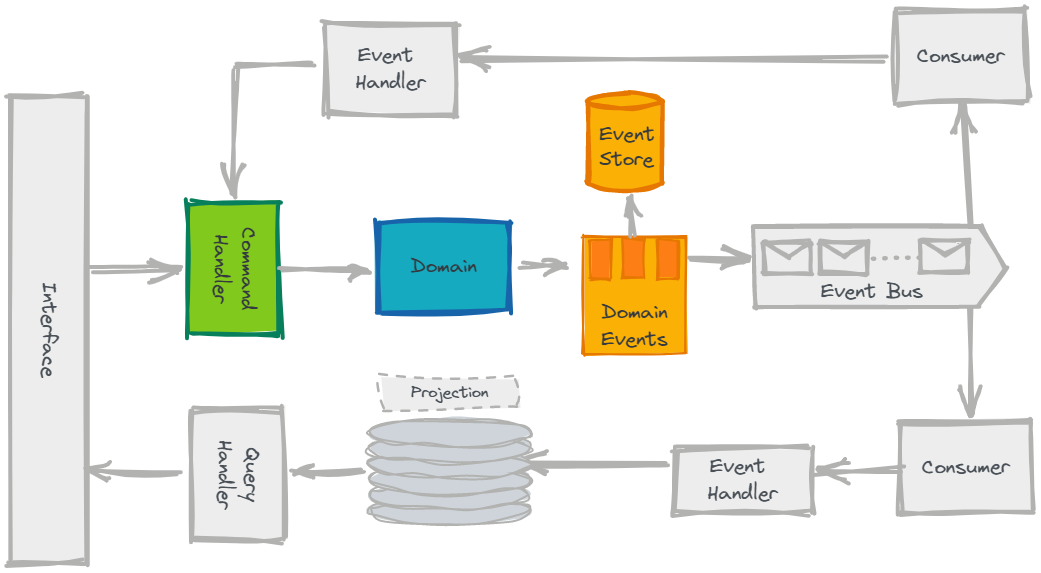 Event
Handler
Consumer
Event
Store
Command
Handler
Domain
Domain
Events
Event Bus
Interface
Projection
Query
Handler
Event
Handler
Consumer